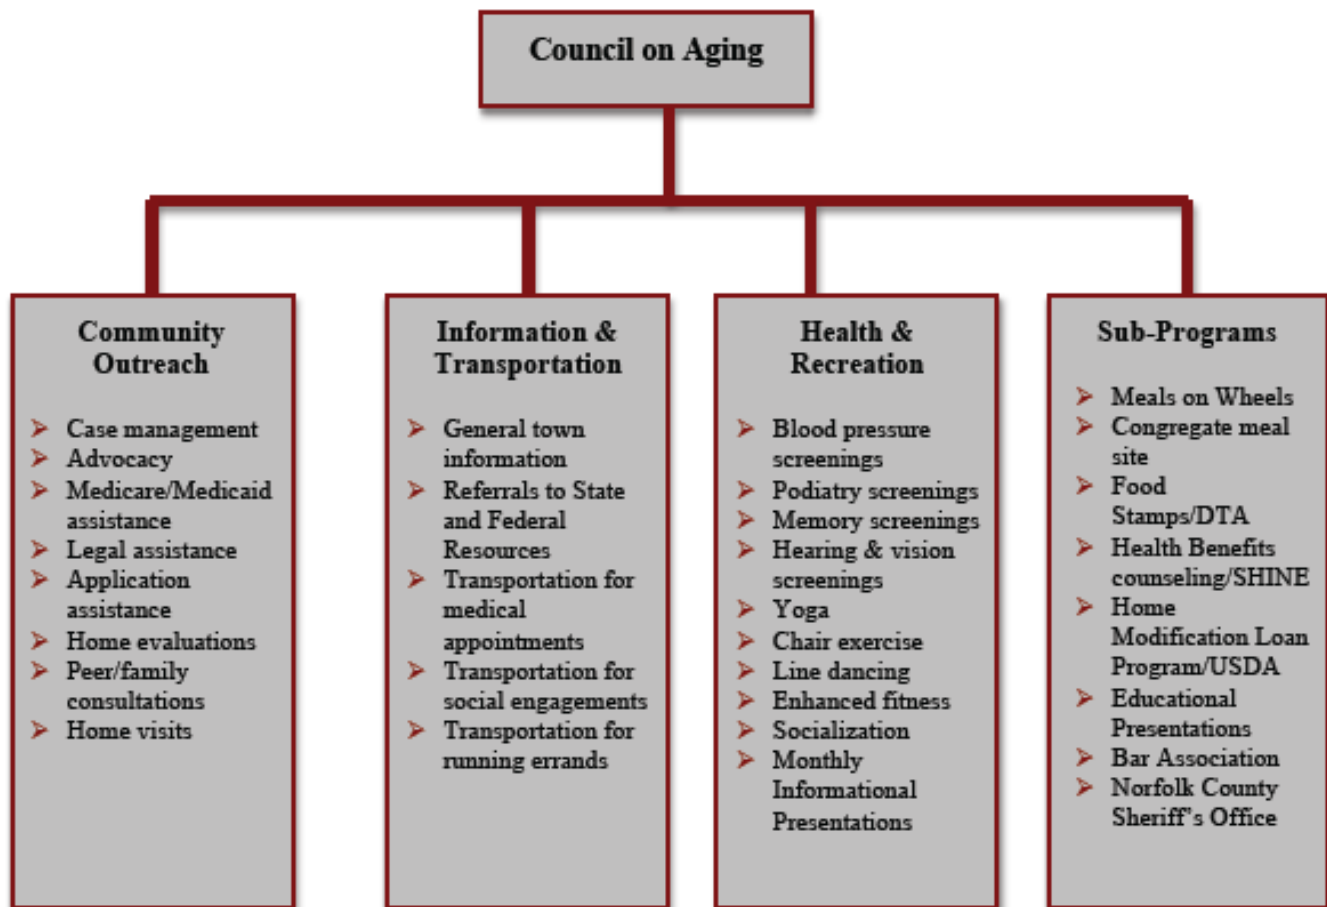 Council on Aging
Community
Outreach
➢ Case management
➢ Advocacy
➢ Medicare/Medicaid
assistance
➢ Legal assistance
➢ Application
assistance
➢ Home evaluations
➢ Peer/family
consultations
➢ Home visits
Information &
Transportation
➢ General town
information
➢ Referrals to State
and Federal
Resources
➢ Transportation for
medical
appointments
➢ Transportation for
social engagements
➢ Transportation for
running errands
Health &
Recreation
➢ Blood pressure
screenings
➢ Podiatry screenings
➢ Memory screenings
➢ Hearing & vision
screenings
➢ Yoga
➢ Chair exercise
➢ Line dancing
➢ Enhanced fitness
➢ Socialization
➢ Monthly
Informational
Presentations
Sub-Programs
➢ Meals on Wheels
➢ Congregate meal
site
➢ Food
Stamps/DTA
➢ Health Benefits
counseling/SHINE
➢ Home
Modification Loan
Program/USDA
➢ Educational
Presentations
➢ Bar Association
➢ Norfolk County
Sheriff's Office